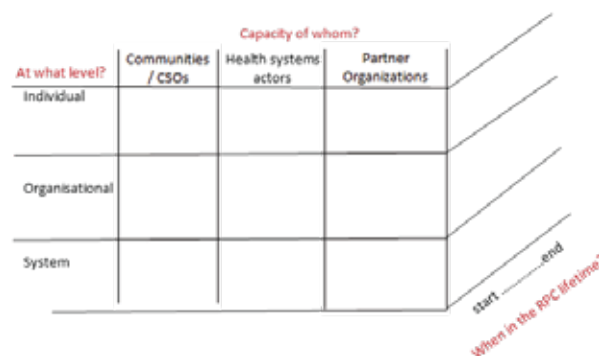 Capacity of whom?
At what level?
Communities
/ CSOs
Health systems
actors
Partner
Organizations
Individual
Organisational
System
start ..............end
When in the RPC lifetime?